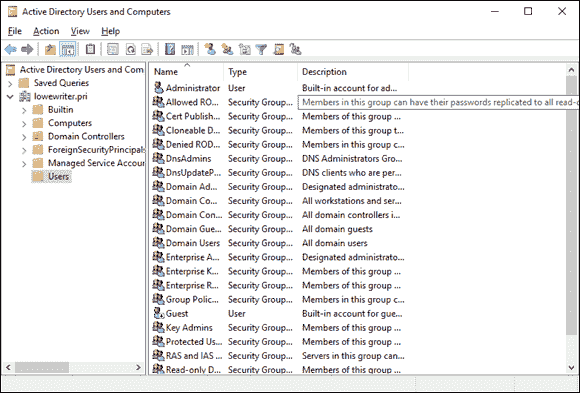 Active Directory Users and Computers
File Action View Help
Active Directory Users and Com
Saved Queries
lowewriter.pri
Builtin
Computers
Domain Controllers
ForeignSecurityPrincipals
Managed Service Accou
Users
Name Type Description
Administrator User Built-in account for ad...
Allowed RO... Security Group... Members in this group can have their passwords replicated to all read-o
Cert Publish... Security Group... Members of this group ...
Cloneable D... Security Group... Members of this group t...
Denied ROD... Security Group... Members in this group c...
DnsAdmins Security Group... DNS Administrators Gro...
DnsUpdateP... Security Group... DNS clients who are per...
Domain Ad... Security Group... Designated administrato...
Domain Co... Security Group... All workstations and ser...
Domain Con... Security Group... All domain controllers i...
Domain Gue... Security Group... All domain guests
Domain Users Security Group... All domain users
Enterprise A... Security Group... Designated administrato...
Enterprise K... Security Group... Members of this group ...
Enterprise R... Security Group... Members of this group ...
Group Polic... Security Group... Members in this group c...
Guest User Built-in account for gue...
Key Admins Security Group... Members of this group ...
Protected Us... Security Group... Members of this group ...
RAS and IAS ... Security Group... Servers in this group can...
Read-only D... Security Group... Members of this group ...